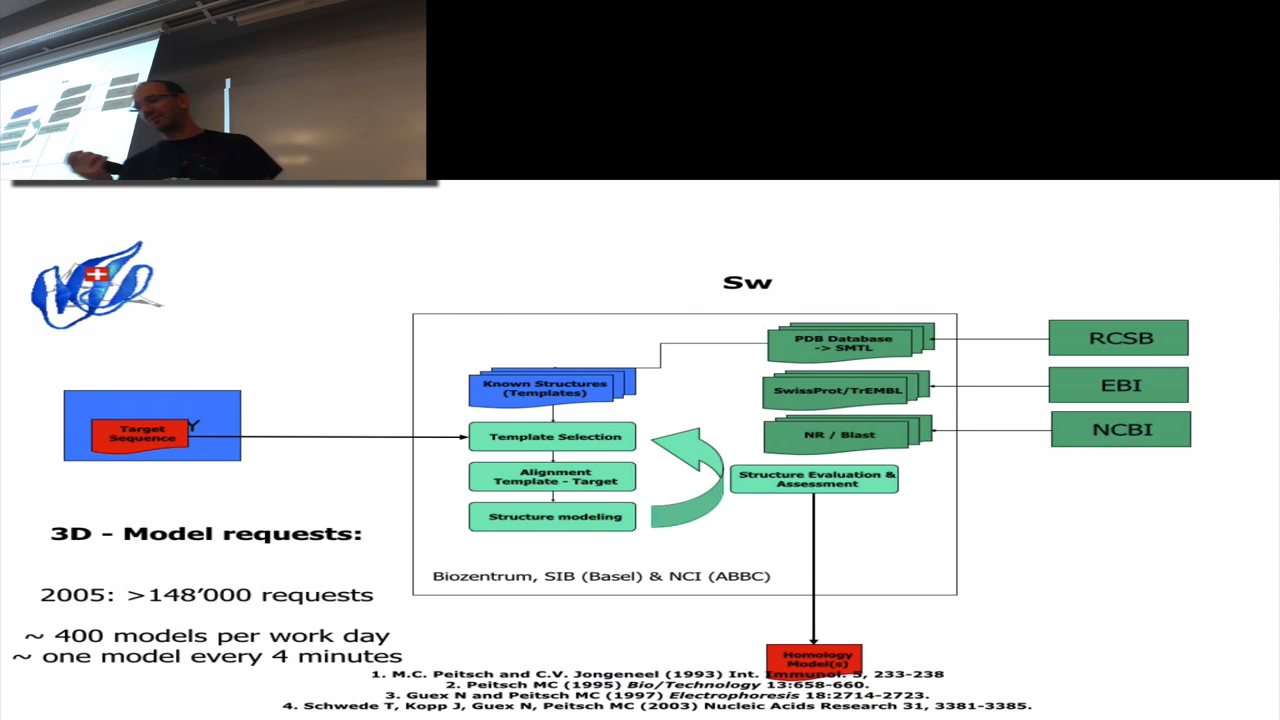 Sw
PDB Database
-> SMTL
RCSB
Known Structures
(Templates)
SwissProt/TrEMBL
EBI
Target
Sequence
Y
Template Selection
NR / Blast
NCBI
Alignment
Template - Target
Structure Evaluation &
Assessment
Structure modeling
3D - Model requests:
Biozentrum, SIB (Basel) & NCI (ABBC)
2005: >148’000 requests
~ 400 models per work day
~ one model every 4 minutes
Homology
Model(s)
1. M.C. Peitsch and C.V. Jongeneel (1993) Int. Immunol. 5, 233-238
2. Peitsch MC (1995) Bio/Technology 13:658-660.
3. Guex N and Peitsch MC (1997) Electrophoresis 18:2714-2723.
4. Schwede T, Kopp J, Guex N, Peitsch MC (2003) Nucleic Acids Research 31, 3381-3385.